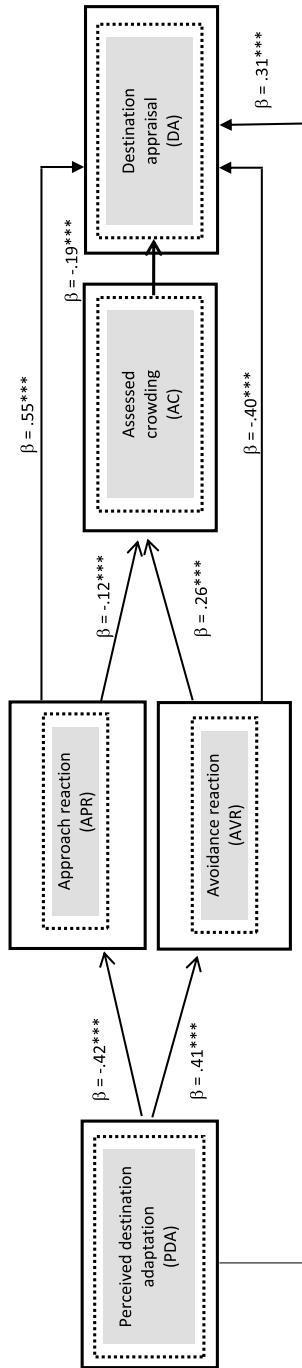 Perceived destination
adaptation
(PDA)
β = -.42***
β = .41***
Approach reaction
(APR)
Avoidance reaction
(AVR)
β = .55***
β = -.12***
β = .26***
β = -.40***
Assessed
crowding
(AC)
β = -.19***
Destination
appraisal
(DA)
β = .31***